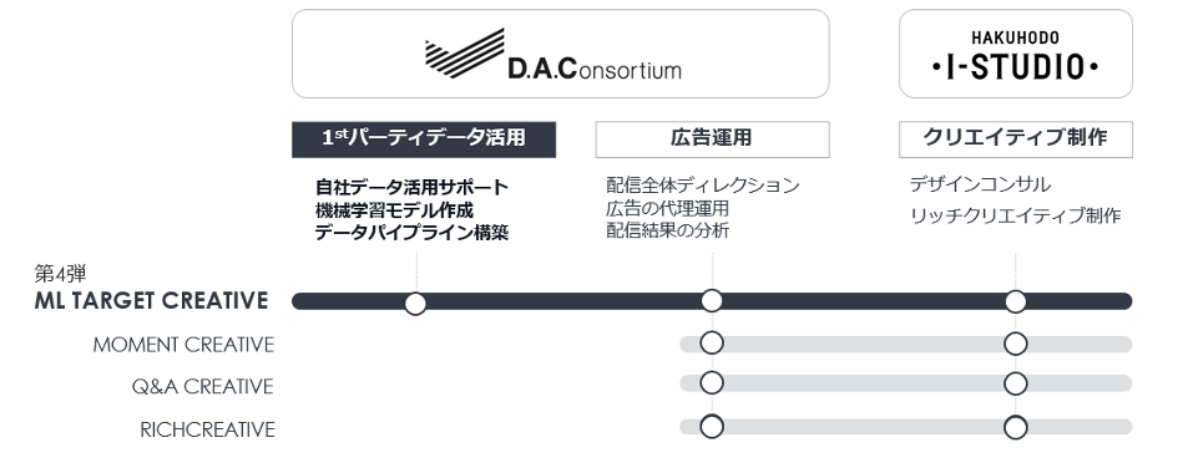 D.A.Consortium
HAKUHODO
・I-STUDIO・
1stパーティデータ活用
広告運用
クリエイティブ制作
自社データ活用サポート
機械学習モデル作成
データパイプライン構築
配信全体ディレクション
広告の代理運用
配信結果の分析
デザインコンサル
リッチクリエイティブ制作
第4弾
ML TARGET CREATIVE
MOMENT CREATIVE
Q&A CREATIVE
RICHCREATIVE